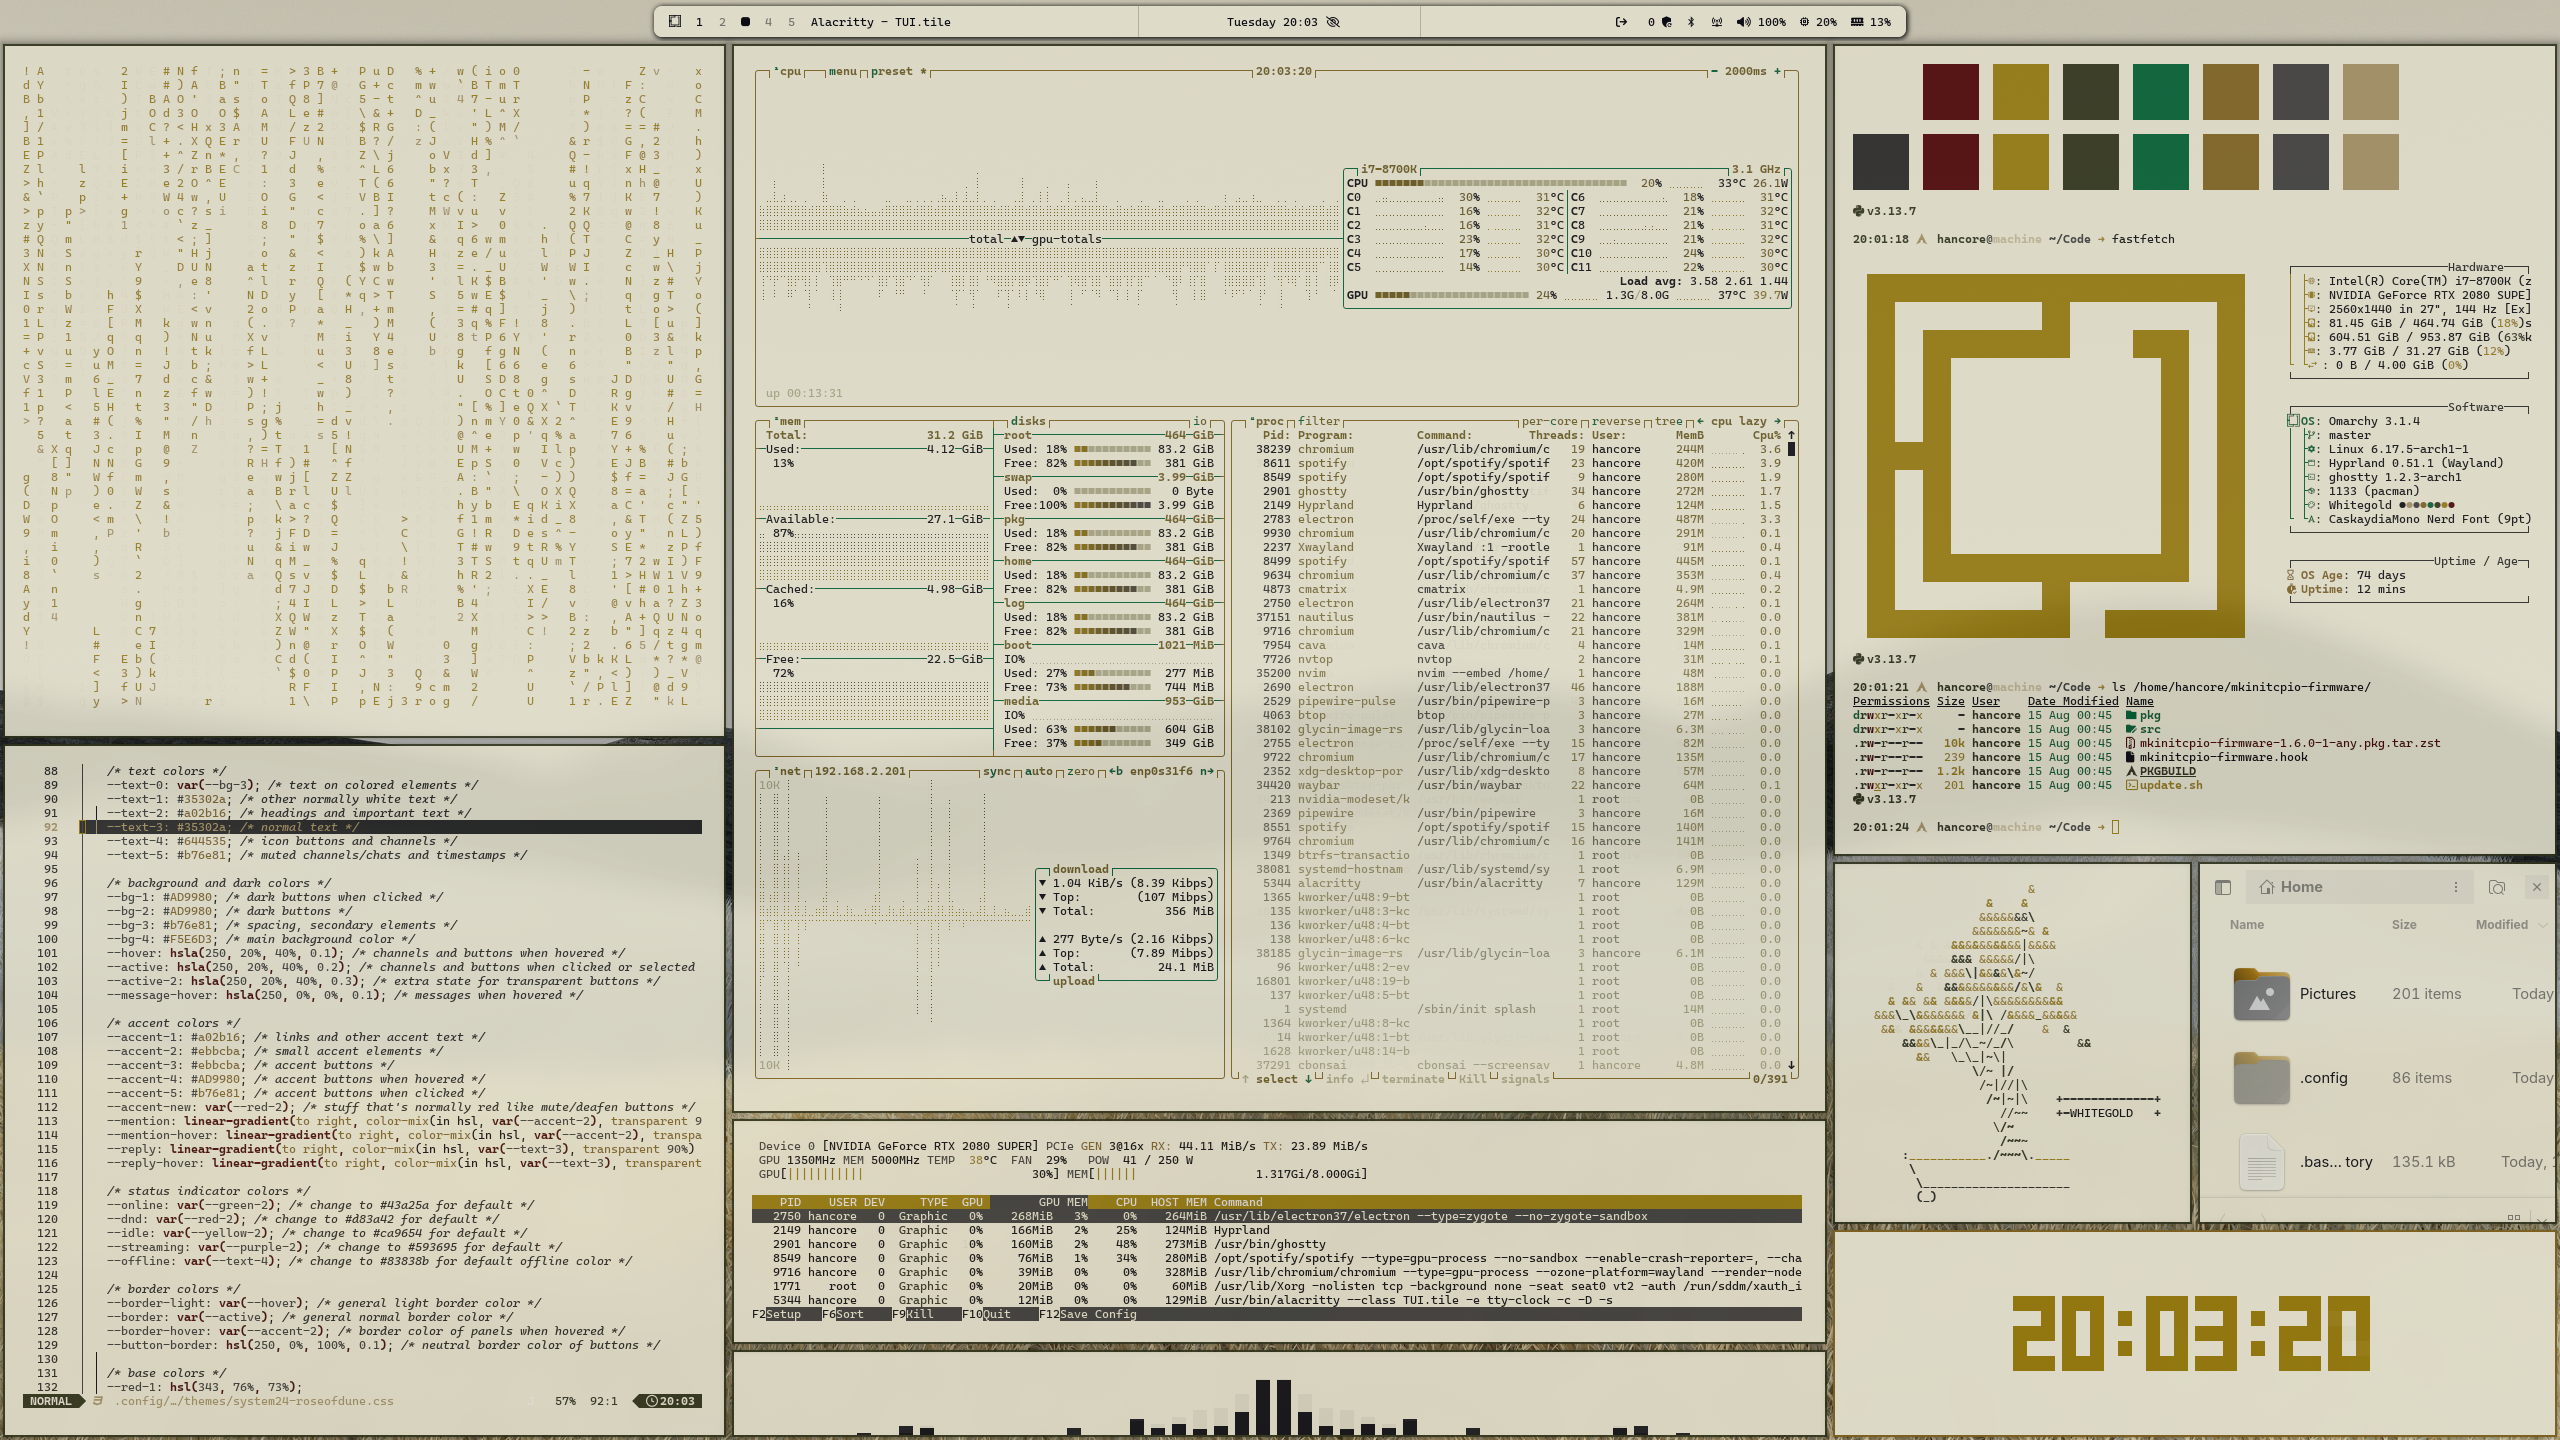 1 2 4 5 Alacritty - TUI.tile
Tuesday 20:03
0 100% 20% 13%
¹cpu menu preset * 20:03:20 - 2000ms +
i7-8700K 3.1 GHz
CPU 20% 33°C 26.1W
C0 30% 31°C C6 18% 31°C
C1 16% 32°C C7 21% 32°C
C2 16% 31°C C8 21% 31°C
C3 23% 32°C C9 21% 32°C
C4 17% 30°C C10 24% 30°C
C5 14% 30°C C11 22% 30°C
Load avg: 3.58 2.61 1.44
GPU 24% 1.3G/8.0G 37°C 39.7W
total ▲▼ gpu-totals
up 00:13:31
²mem
Total: 31.2 GiB
Used: 4.12 GiB
13%
Available: 27.1 GiB
87%
Cached: 4.98 GiB
16%
Free: 22.5 GiB
72%
disks io
root 464 GiB
Used: 18% 83.2 GiB
Free: 82% 381 GiB
swap 3.99 GiB
Used: 0% 0 Byte
Free:100% 3.99 GiB
pkg 464 GiB
Used: 18% 83.2 GiB
Free: 82% 381 GiB
home 464 GiB
Used: 18% 83.2 GiB
Free: 82% 381 GiB
log 464 GiB
Used: 18% 83.2 GiB
Free: 82% 381 GiB
boot 1021 MiB
IO%
Used: 27% 277 MiB
Free: 73% 744 MiB
media 953 GiB
IO%
Used: 63% 604 GiB
Free: 37% 349 GiB
³net 192.168.2.201 sync auto zero ←b enp0s31f6 n→
10K
download
▼ 1.04 KiB/s (8.39 Kibps)
▼ Top: (107 Mibps)
▼ Total: 356 MiB
▲ 277 Byte/s (2.16 Kibps)
▲ Top: (7.89 Mibps)
▲ Total: 24.1 MiB
upload
10K
⁴proc filter per-core reverse tree ← cpu lazy →
Pid: Program: Command: Threads: User: MemB Cpu% ↑
38239 chromium /usr/lib/chromium/c 19 hancore 244M 3.6
8611 spotify /opt/spotify/spotif 23 hancore 420M 3.9
8549 spotify /opt/spotify/spotif 9 hancore 280M 1.9
2901 ghostty /usr/bin/ghostty 34 hancore 272M 1.7
2149 Hyprland Hyprland 6 hancore 124M 1.5
2783 electron /proc/self/exe --ty 24 hancore 487M 3.3
9930 chromium /usr/lib/chromium/c 20 hancore 291M 0.1
2237 Xwayland Xwayland :1 -rootle 1 hancore 91M 0.4
8499 spotify /opt/spotify/spotif 57 hancore 445M 0.1
9634 chromium /usr/lib/chromium/c 37 hancore 353M 0.4
4873 cmatrix cmatrix 1 hancore 4.9M 0.2
2750 electron /usr/lib/electron37 21 hancore 264M 0.1
37151 nautilus /usr/bin/nautilus - 22 hancore 381M 0.0
9716 chromium /usr/lib/chromium/c 21 hancore 329M 0.0
7954 cava cava 4 hancore 14M 0.1
7726 nvtop nvtop 2 hancore 31M 0.1
35200 nvim nvim --embed /home/ 1 hancore 48M 0.0
2690 electron /usr/lib/electron37 46 hancore 188M 0.0
2529 pipewire-pulse /usr/bin/pipewire-p 3 hancore 16M 0.0
4063 btop btop 3 hancore 27M 0.0
38102 glycin-image-rs /usr/lib/glycin-loa 3 hancore 6.3M 0.0
2755 electron /proc/self/exe --ty 15 hancore 82M 0.0
9722 chromium /usr/lib/chromium/c 17 hancore 135M 0.0
2352 xdg-desktop-por /usr/lib/xdg-deskto 8 hancore 57M 0.0
34420 waybar /usr/bin/waybar 22 hancore 64M 0.1
213 nvidia-modeset/k 1 root 0B 0.0
2369 pipewire /usr/bin/pipewire 3 hancore 16M 0.0
8551 spotify /opt/spotify/spotif 15 hancore 140M 0.0
9764 chromium /usr/lib/chromium/c 16 hancore 141M 0.0
1349 btrfs-transactio 1 root 0B 0.0
38081 systemd-hostnam /usr/lib/systemd/sy 1 root 6.9M 0.0
5344 alacritty /usr/bin/alacritty 7 hancore 129M 0.0
1365 kworker/u48:9-bt 1 root 0B 0.0
135 kworker/u48:3-kc 1 root 0B 0.0
136 kworker/u48:4-bt 1 root 0B 0.0
138 kworker/u48:6-kc 1 root 0B 0.0
38185 glycin-image-rs /usr/lib/glycin-loa 3 hancore 6.1M 0.0
96 kworker/u48:2-ev 1 root 0B 0.0
16801 kworker/u48:19-b 1 root 0B 0.0
137 kworker/u48:5-bt 1 root 0B 0.0
1 systemd /sbin/init splash 1 root 14M 0.0
1364 kworker/u48:8-kc 1 root 0B 0.0
14 kworker/u48:1-bt 1 root 0B 0.0
1628 kworker/u48:14-b 1 root 0B 0.0
37291 cbonsai cbonsai --screensav 1 hancore 4.8M 0.0 ↓
↑ select ↓ info ↵ terminate Kill signals 0/391
88 /* text colors */
89 --text-0: var(--bg-3); /* text on colored elements */
90 --text-1: #35302a; /* other normally white text */
91 --text-2: #a02b16; /* headings and important text */
92 --text-3: #35302a; /* normal text */
93 --text-4: #644535; /* icon buttons and channels */
94 --text-5: #b76e81; /* muted channels/chats and timestamps */
95
96 /* background and dark colors */
97 --bg-1: #AD9980; /* dark buttons when clicked */
98 --bg-2: #AD9980; /* dark buttons */
99 --bg-3: #b76e81; /* spacing, secondary elements */
100 --bg-4: #F5E6D3; /* main background color */
101 --hover: hsla(250, 20%, 40%, 0.1); /* channels and buttons when hovered */
102 --active: hsla(250, 20%, 40%, 0.2); /* channels and buttons when clicked or selected
103 --active-2: hsla(250, 20%, 40%, 0.3); /* extra state for transparent buttons */
104 --message-hover: hsla(250, 0%, 0%, 0.1); /* messages when hovered */
105
106 /* accent colors */
107 --accent-1: #a02b16; /* links and other accent text */
108 --accent-2: #ebbcba; /* small accent elements */
109 --accent-3: #ebbcba; /* accent buttons */
110 --accent-4: #AD9980; /* accent buttons when hovered */
111 --accent-5: #b76e81; /* accent buttons when clicked */
112 --accent-new: var(--red-2); /* stuff that's normally red like mute/deafen buttons */
113 --mention: linear-gradient(to right, color-mix(in hsl, var(--accent-2), transparent 9
114 --mention-hover: linear-gradient(to right, color-mix(in hsl, var(--accent-2), transpa
115 --reply: linear-gradient(to right, color-mix(in hsl, var(--text-3), transparent 90%)
116 --reply-hover: linear-gradient(to right, color-mix(in hsl, var(--text-3), transparent
117
118 /* status indicator colors */
119 --online: var(--green-2); /* change to #43a25a for default */
120 --dnd: var(--red-2); /* change to #d83a42 for default */
121 --idle: var(--yellow-2); /* change to #ca9654 for default */
122 --streaming: var(--purple-2); /* change to #593695 for default */
123 --offline: var(--text-4); /* change to #83838b for default offline color */
124
125 /* border colors */
126 --border-light: var(--hover); /* general light border color */
127 --border: var(--active); /* general normal border color */
128 --border-hover: var(--accent-2); /* border color of panels when hovered */
129 --button-border: hsl(250, 0%, 100%, 0.1); /* neutral border color of buttons */
130
131 /* base colors */
132 --red-1: hsl(343, 76%, 73%);
NORMAL .config/…/themes/system24-roseofdune.css 57% 92:1 20:03
Device 0 [NVIDIA GeForce RTX 2080 SUPER] PCIe GEN 3@16x RX: 44.11 MiB/s TX: 23.89 MiB/s
GPU 1350MHz MEM 5000MHz TEMP 38°C FAN 29% POW 41 / 250 W
GPU[||||||||||| 30%] MEM[|||||| 1.317Gi/8.000Gi]
PID USER DEV TYPE GPU GPU MEM CPU HOST MEM Command
2750 hancore 0 Graphic 0% 268MiB 3% 0% 264MiB /usr/lib/electron37/electron --type=zygote --no-zygote-sandbox
2149 hancore 0 Graphic 0% 166MiB 2% 25% 124MiB Hyprland
2901 hancore 0 Graphic 0% 160MiB 2% 48% 273MiB /usr/bin/ghostty
8549 hancore 0 Graphic 0% 76MiB 1% 34% 280MiB /opt/spotify/spotify --type=gpu-process --no-sandbox --enable-crash-reporter=, --cha
9716 hancore 0 Graphic 0% 39MiB 0% 0% 328MiB /usr/lib/chromium/chromium --type=gpu-process --ozone-platform=wayland --render-node
1771 root 0 Graphic 0% 20MiB 0% 0% 60MiB /usr/lib/Xorg -nolisten tcp -background none -seat seat0 vt2 -auth /run/sddm/xauth_i
5344 hancore 0 Graphic 0% 12MiB 0% 0% 129MiB /usr/bin/alacritty --class TUI.tile -e tty-clock -c -D -s
F2Setup F6Sort F9Kill F10Quit F12Save Config
v3.13.7
20:01:18 hancore@machine ~/Code → fastfetch
Hardware
: Intel(R) Core(TM) i7-8700K (z
: NVIDIA GeForce RTX 2080 SUPE]
: 2560x1440 in 27", 144 Hz [Ex]
: 81.45 GiB / 464.74 GiB (18%)s
: 604.51 GiB / 953.87 GiB (63%k
: 3.77 GiB / 31.27 GiB (12%)
: 0 B / 4.00 GiB (0%)
Software
OS: Omarchy 3.1.4
: master
: Linux 6.17.5-arch1-1
: Hyprland 0.51.1 (Wayland)
: ghostty 1.2.3-arch1
: 1133 (pacman)
: Whitegold
: CaskaydiaMono Nerd Font (9pt)
Uptime / Age
OS Age: 74 days
Uptime: 12 mins
v3.13.7
20:01:21 hancore@machine ~/Code → ls /home/hancore/mkinitcpio-firmware/
Permissions Size User Date Modified Name
drwxr-xr-x - hancore 15 Aug 00:45 pkg
drwxr-xr-x - hancore 15 Aug 00:45 src
.rw-r--r-- 10k hancore 15 Aug 00:45 mkinitcpio-firmware-1.6.0-1-any.pkg.tar.zst
.rw-r--r-- 239 hancore 15 Aug 00:45 mkinitcpio-firmware.hook
.rw-r--r-- 1.2k hancore 15 Aug 00:45 PKGBUILD
.rwxr-xr-x 201 hancore 15 Aug 00:45 update.sh
v3.13.7
20:01:24 hancore@machine ~/Code →
WHITEGOLD
Home
Name Size Modified
Pictures 201 items Today
.config 86 items Today
.bas... tory 135.1 kB Today,
20:03:20